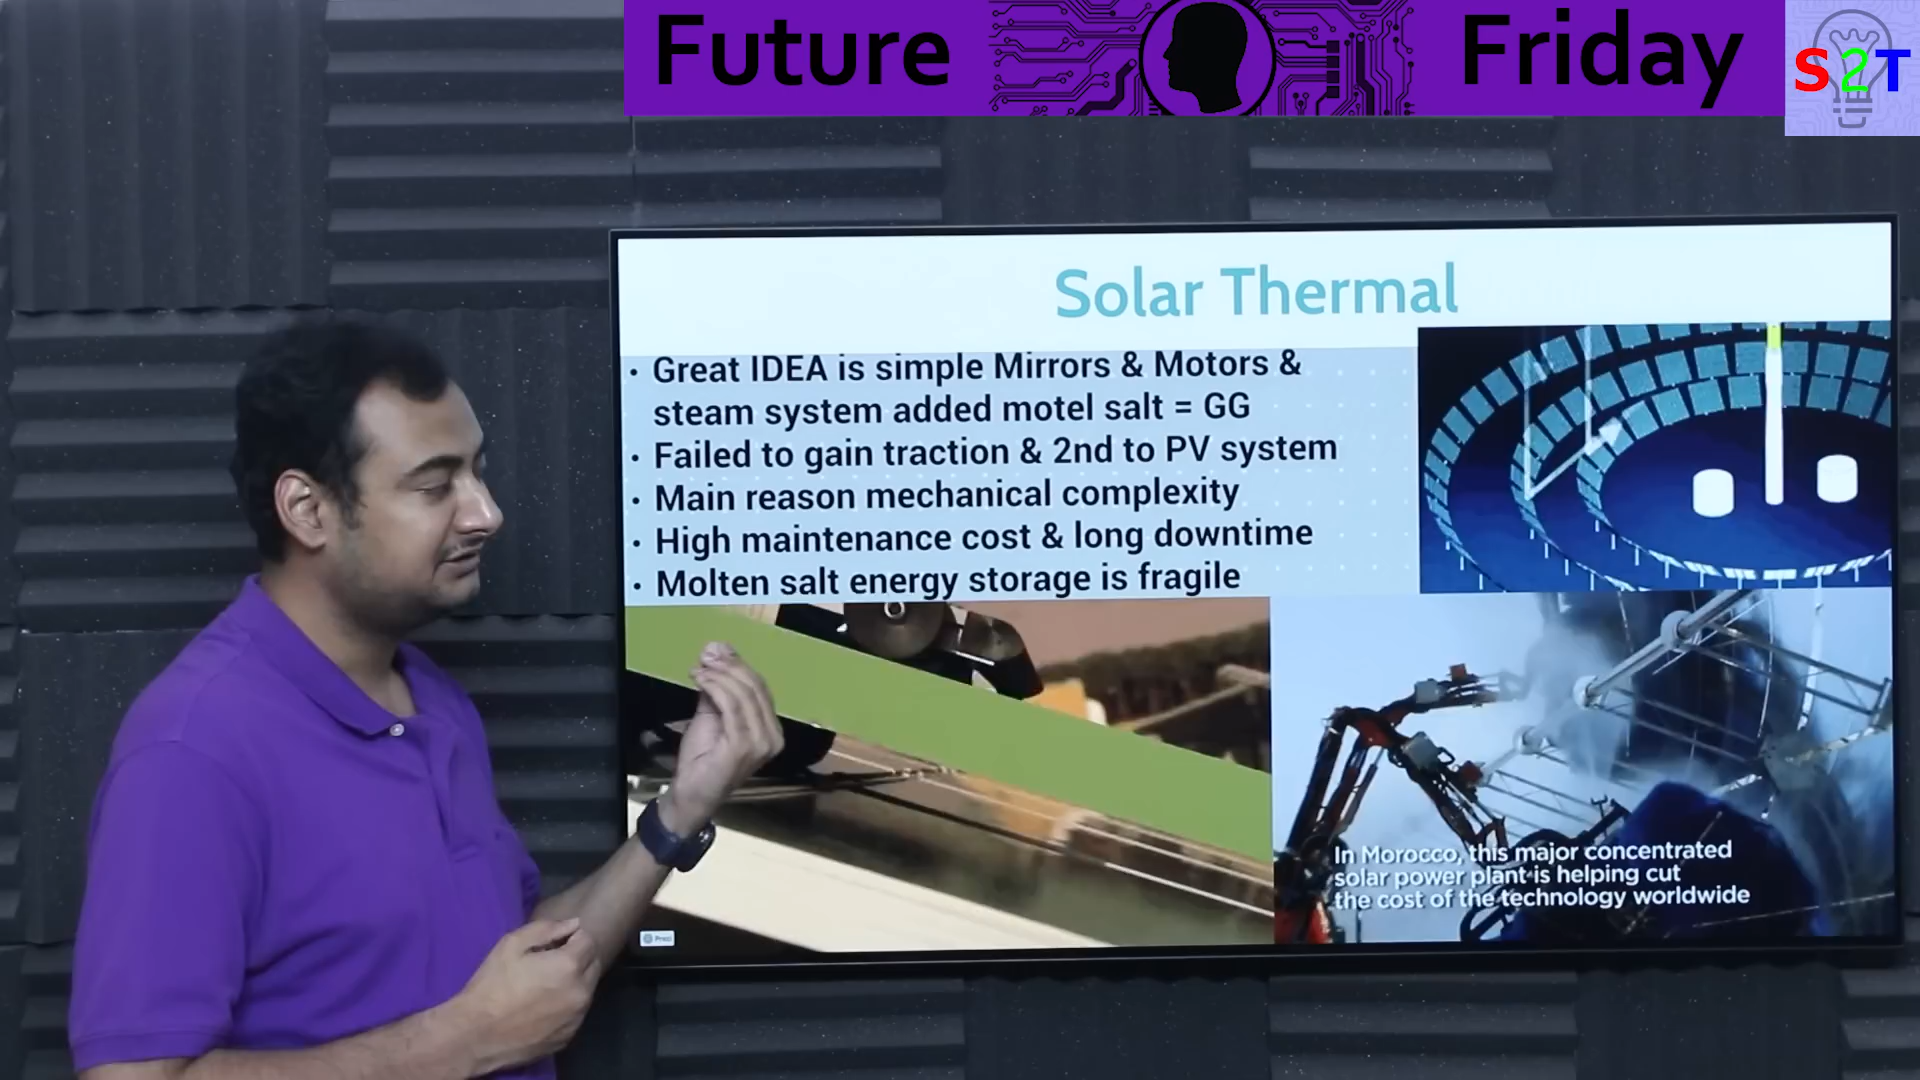 Future Friday
S2T
Solar Thermal
• Great IDEA is simple Mirrors & Motors &
steam system added motel salt = GG
• Failed to gain traction & 2nd to PV system
• Main reason mechanical complexity
• High maintenance cost & long downtime
• Molten salt energy storage is fragile
In Morocco, this major concentrated
solar power plant is helping cut
the cost of the technology worldwide
Prezi